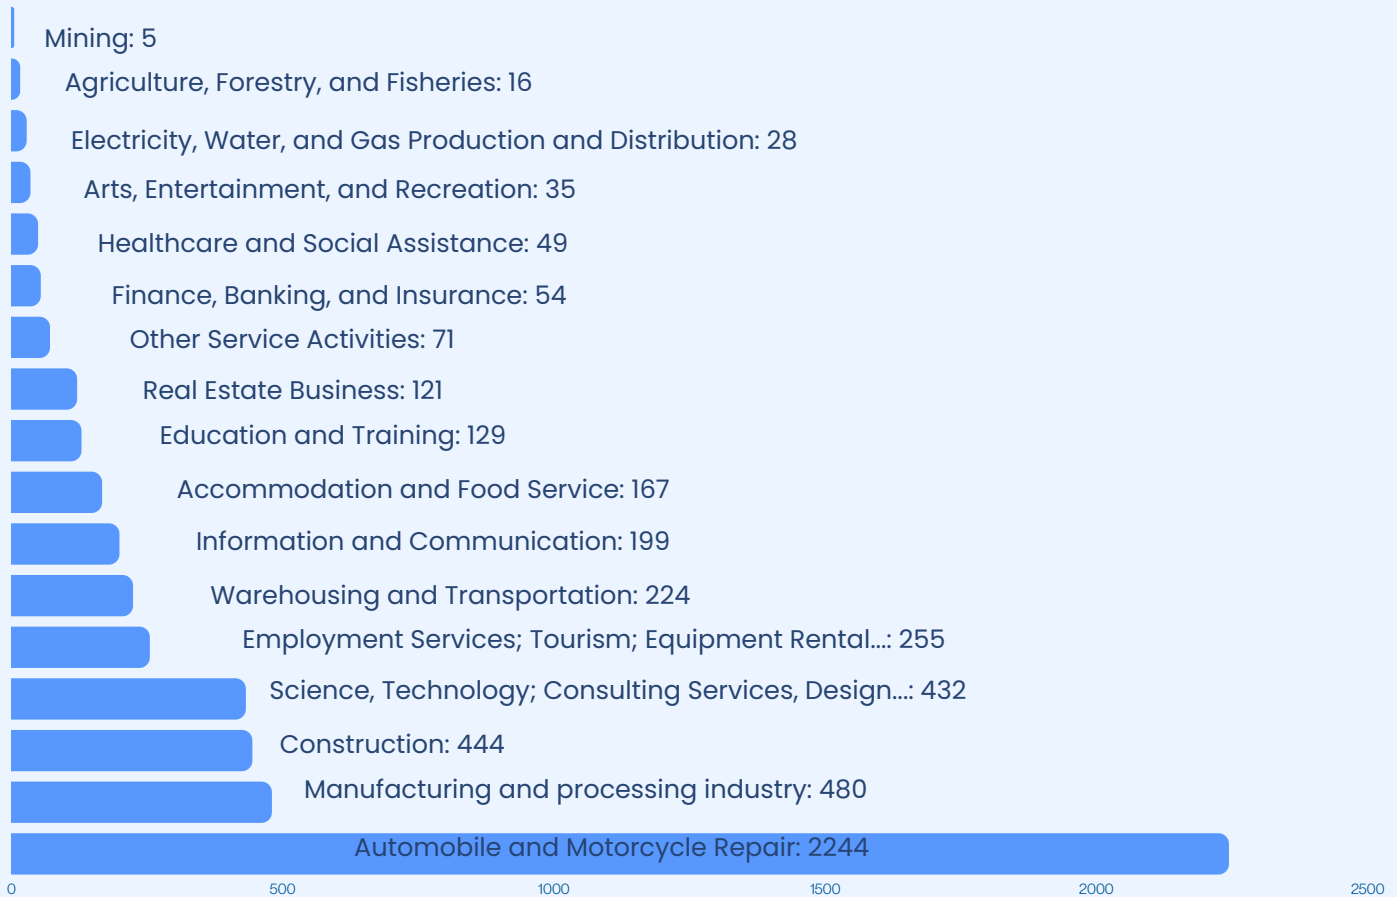 Mining: 5
Agriculture, Forestry, and Fisheries: 16
Electricity, Water, and Gas Production and Distribution: 28
Arts, Entertainment, and Recreation: 35
Healthcare and Social Assistance: 49
Finance, Banking, and Insurance: 54
Other Service Activities: 71
Real Estate Business: 121
Education and Training: 129
Accommodation and Food Service: 167
Information and Communication: 199
Warehousing and Transportation: 224
Employment Services; Tourism; Equipment Rental...: 255
Science, Technology; Consulting Services, Design...: 432
Construction: 444
Manufacturing and processing industry: 480
Automobile and Motorcycle Repair: 2244
0 500 1000 1500 2000 2500